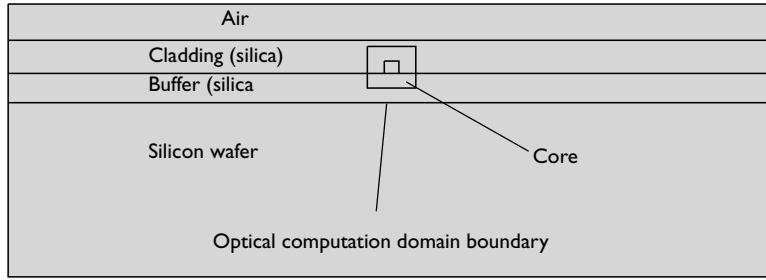 Air
Cladding (silica)
Buffer (silica
Silicon wafer
Core
Optical computation domain boundary